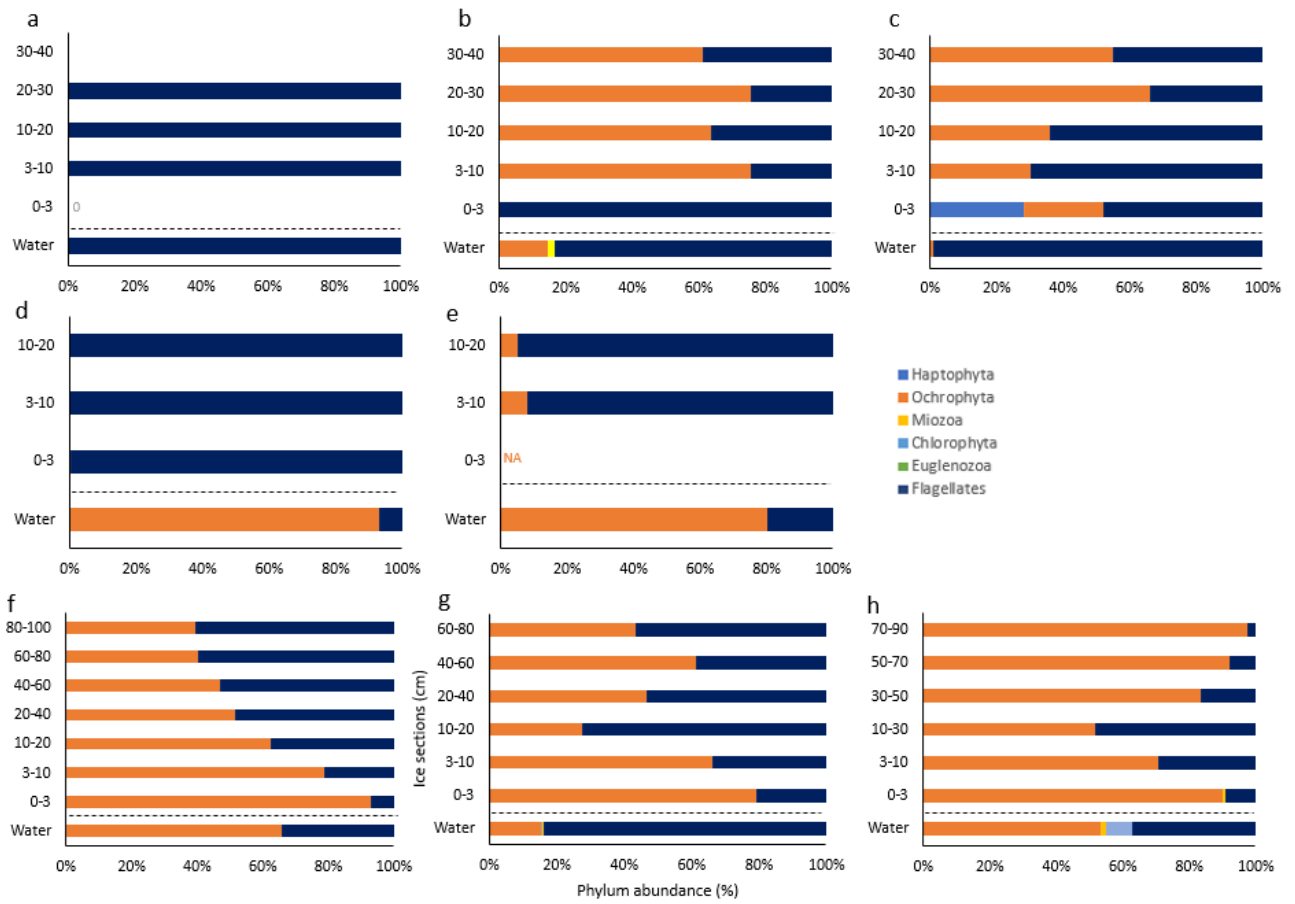 a
30-40
20-30
10-20
3-10
0-3
0
Water
0% 20% 40% 60% 80% 100%
b
30-40
20-30
10-20
3-10
0-3
Water
0% 20% 40% 60% 80% 100%
c
30-40
20-30
10-20
3-10
0-3
Water
0% 20% 40% 60% 80% 100%
d
10-20
3-10
0-3
Water
0% 20% 40% 60% 80% 100%
e
10-20
3-10
0-3
NA
Water
0% 20% 40% 60% 80% 100%
Haptophyta
Ochrophyta
Miozoa
Chlorophyta
Euglenozoa
Flagellates
f
80-100
60-80
40-60
20-40
10-20
3-10
0-3
Water
0% 20% 40% 60% 80% 100%
g
Ice sections (cm)
60-80
40-60
20-40
10-20
3-10
0-3
Water
0% 20% 40% 60% 80% 100%
Phylum abundance (%)
h
70-90
50-70
30-50
10-30
3-10
0-3
Water
0% 20% 40% 60% 80% 100%